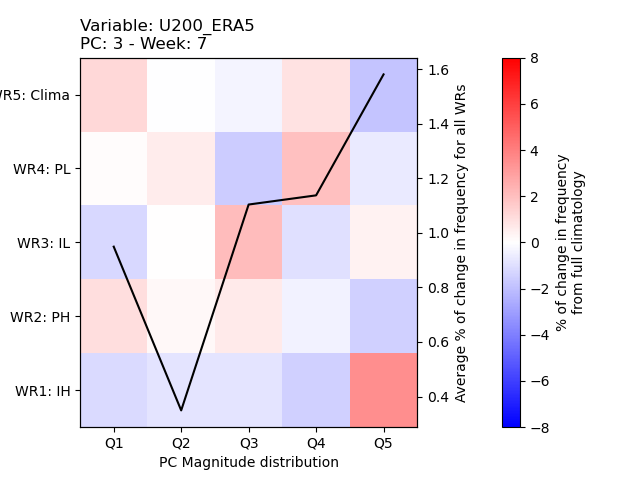 Variable: U200_ERA5
PC: 3 - Week: 7
WR5: Clima
WR4: PL
WR3: IL
WR2: PH
WR1: IH
Q1 Q2 Q3 Q4 Q5
PC Magnitude distribution
1.6
1.4
1.2
1.0
0.8
0.6
0.4
Average % of change in frequency for all WRs
8
6
4
2
0
−2
−4
−6
−8
% of change in frequency
from full climatology